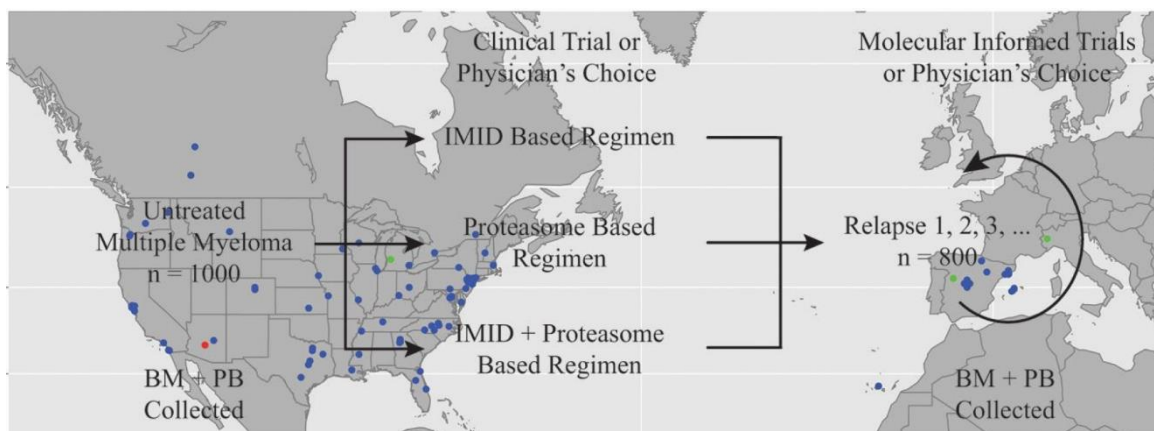 Clinical Trial or
Physician's Choice
Molecular Informed Trials
or Physician's Choice
IMID Based Regimen
Untreated
Multiple Myeloma
n = 1000
Proteasome Based
Regimen
Relapse 1, 2, 3, ...
n = 800
IMID + Proteasome
Based Regimen
BM + PB
Collected
BM + PB
Collected